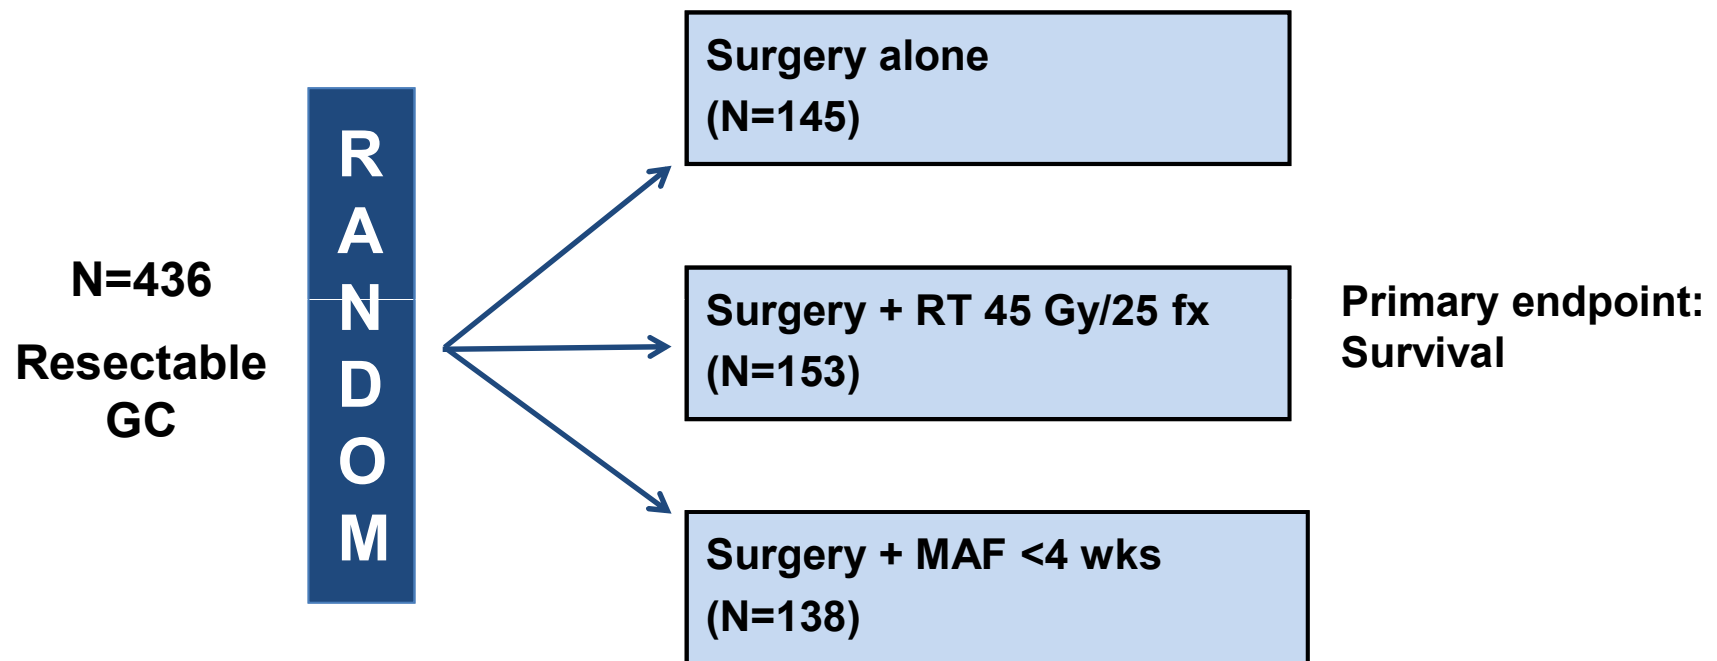 N=436
Resectable
GC
R
A
N
D
O
M
Surgery alone
(N=145)
Surgery + RT 45 Gy/25 fx
(N=153)
Surgery + MAF <4 wks
(N=138)
Primary endpoint:
Survival